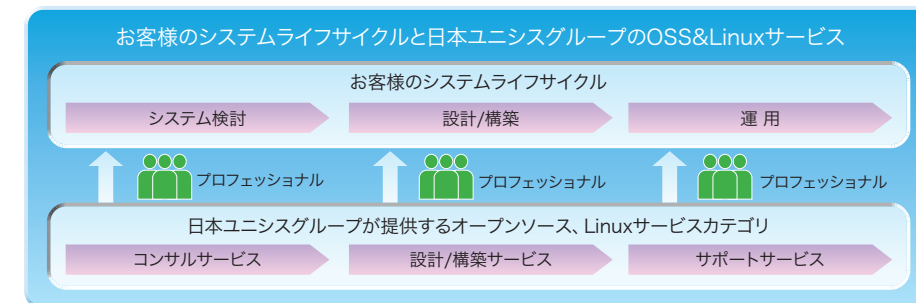 お客様のシステムライフサイクルと日本ユニシスグループのOSS&Linuxサービス
お客様のシステムライフサイクル
システム検討
設計/構築
運 用
プロフェッショナル
プロフェッショナル
プロフェッショナル
日本ユニシスグループが提供するオープンソース、Linuxサービスカテゴリ
コンサルサービス
設計/構築サービス
サポートサービス